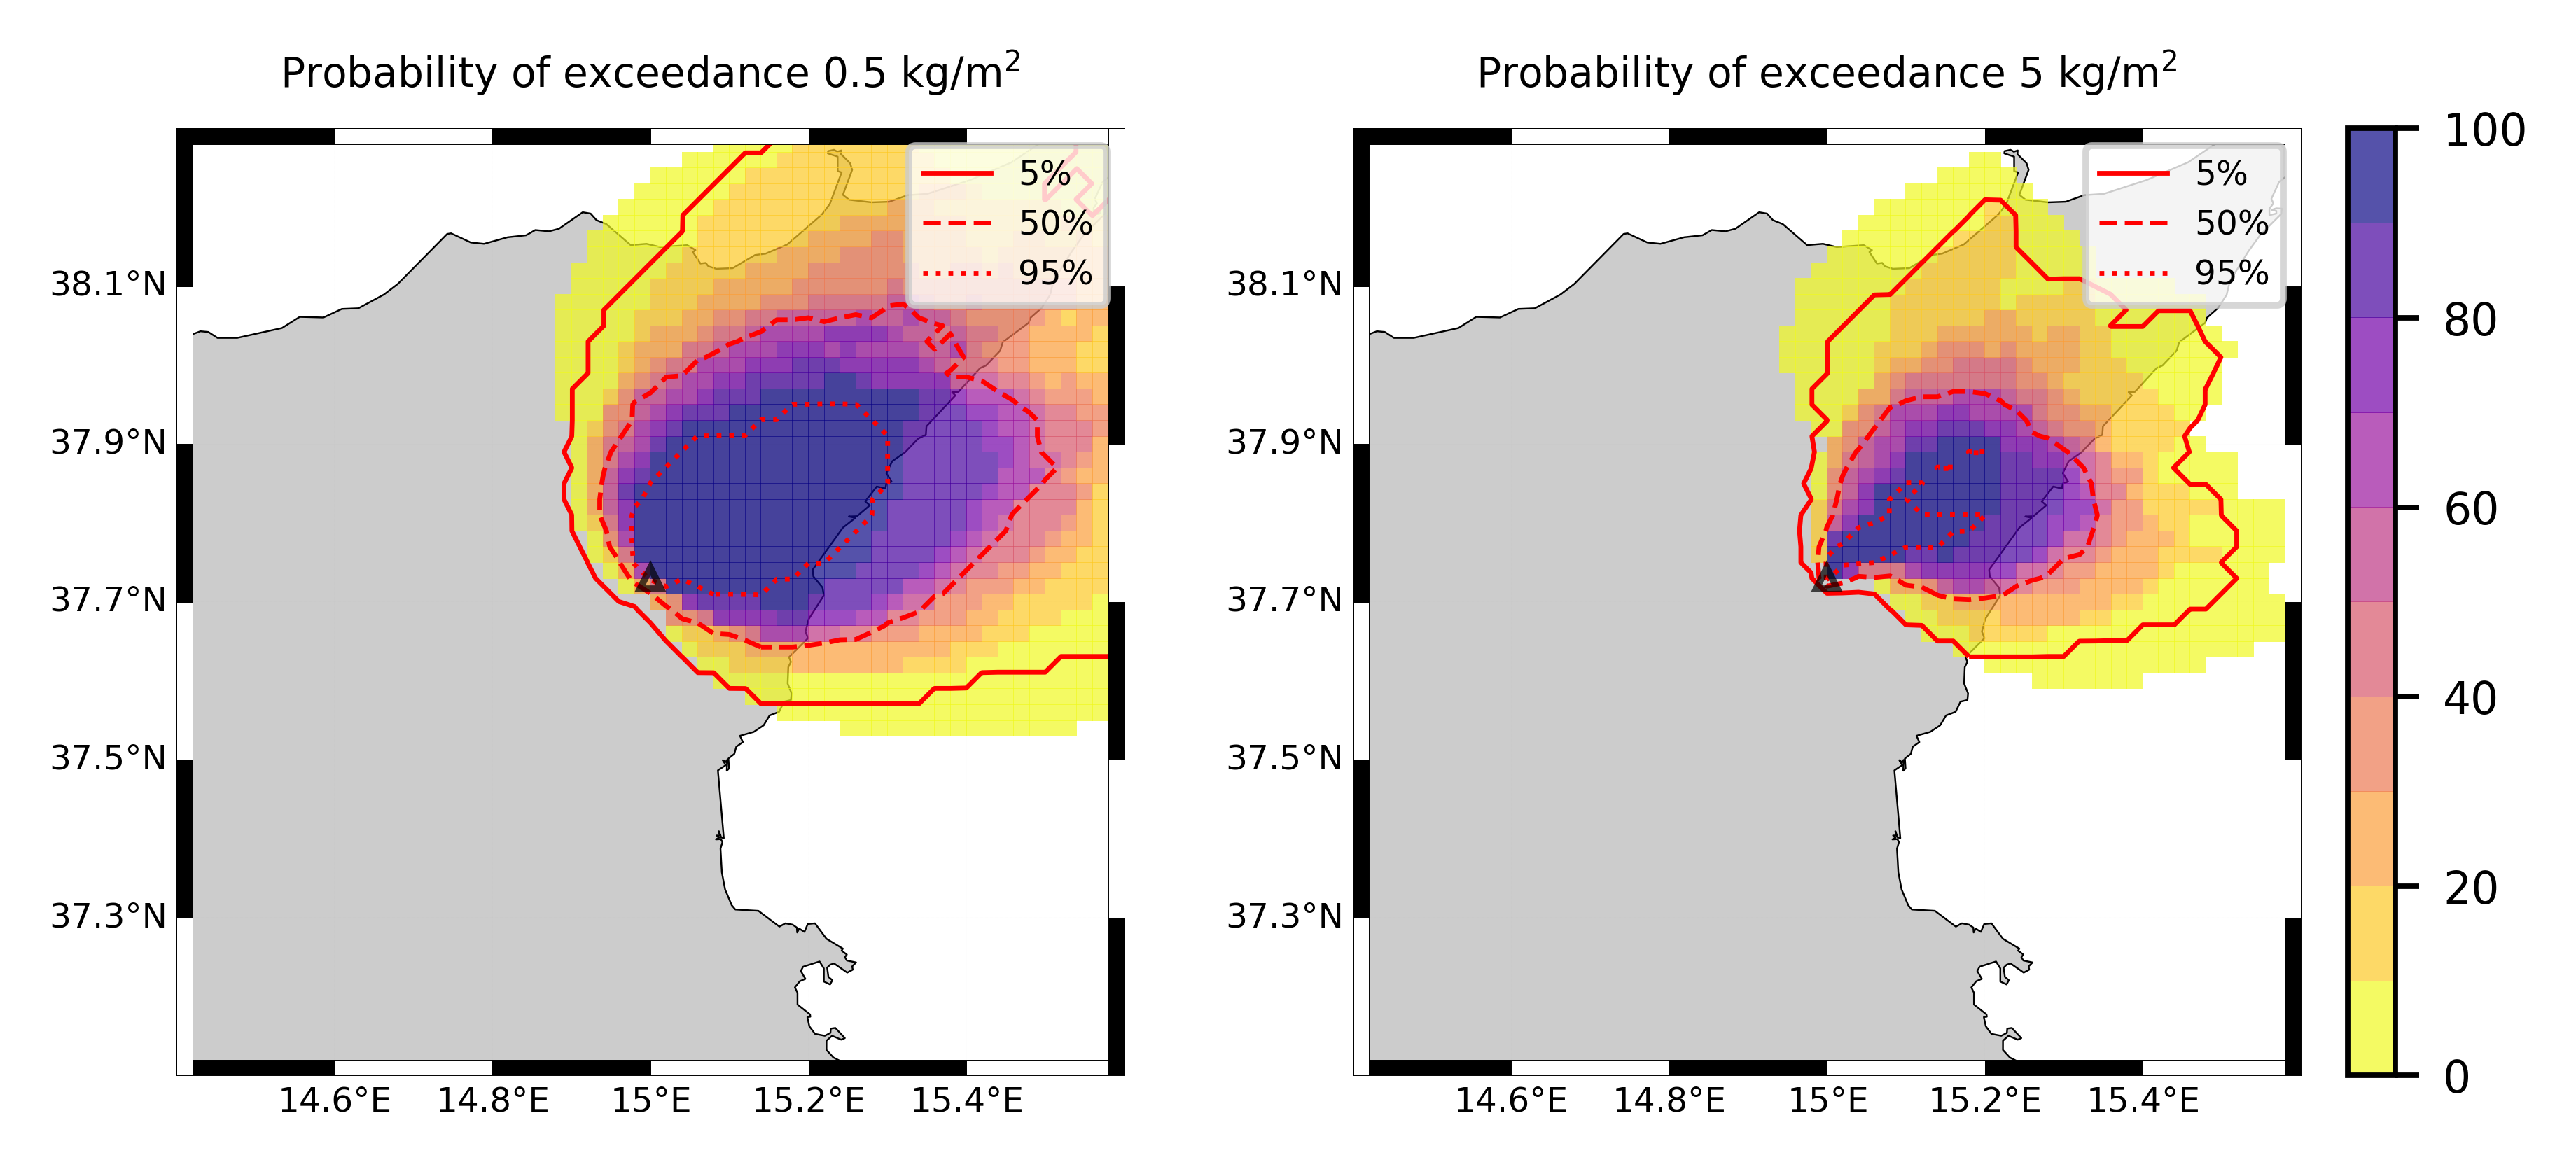 Probability of exceedance 0.5 kg/m²
5%
50%
95%
38.1°N
37.9°N
37.7°N
37.5°N
37.3°N
14.6°E 14.8°E 15°E 15.2°E 15.4°E
Probability of exceedance 5 kg/m²
5%
50%
95%
38.1°N
37.9°N
37.7°N
37.5°N
37.3°N
14.6°E 14.8°E 15°E 15.2°E 15.4°E
100
80
60
40
20
0